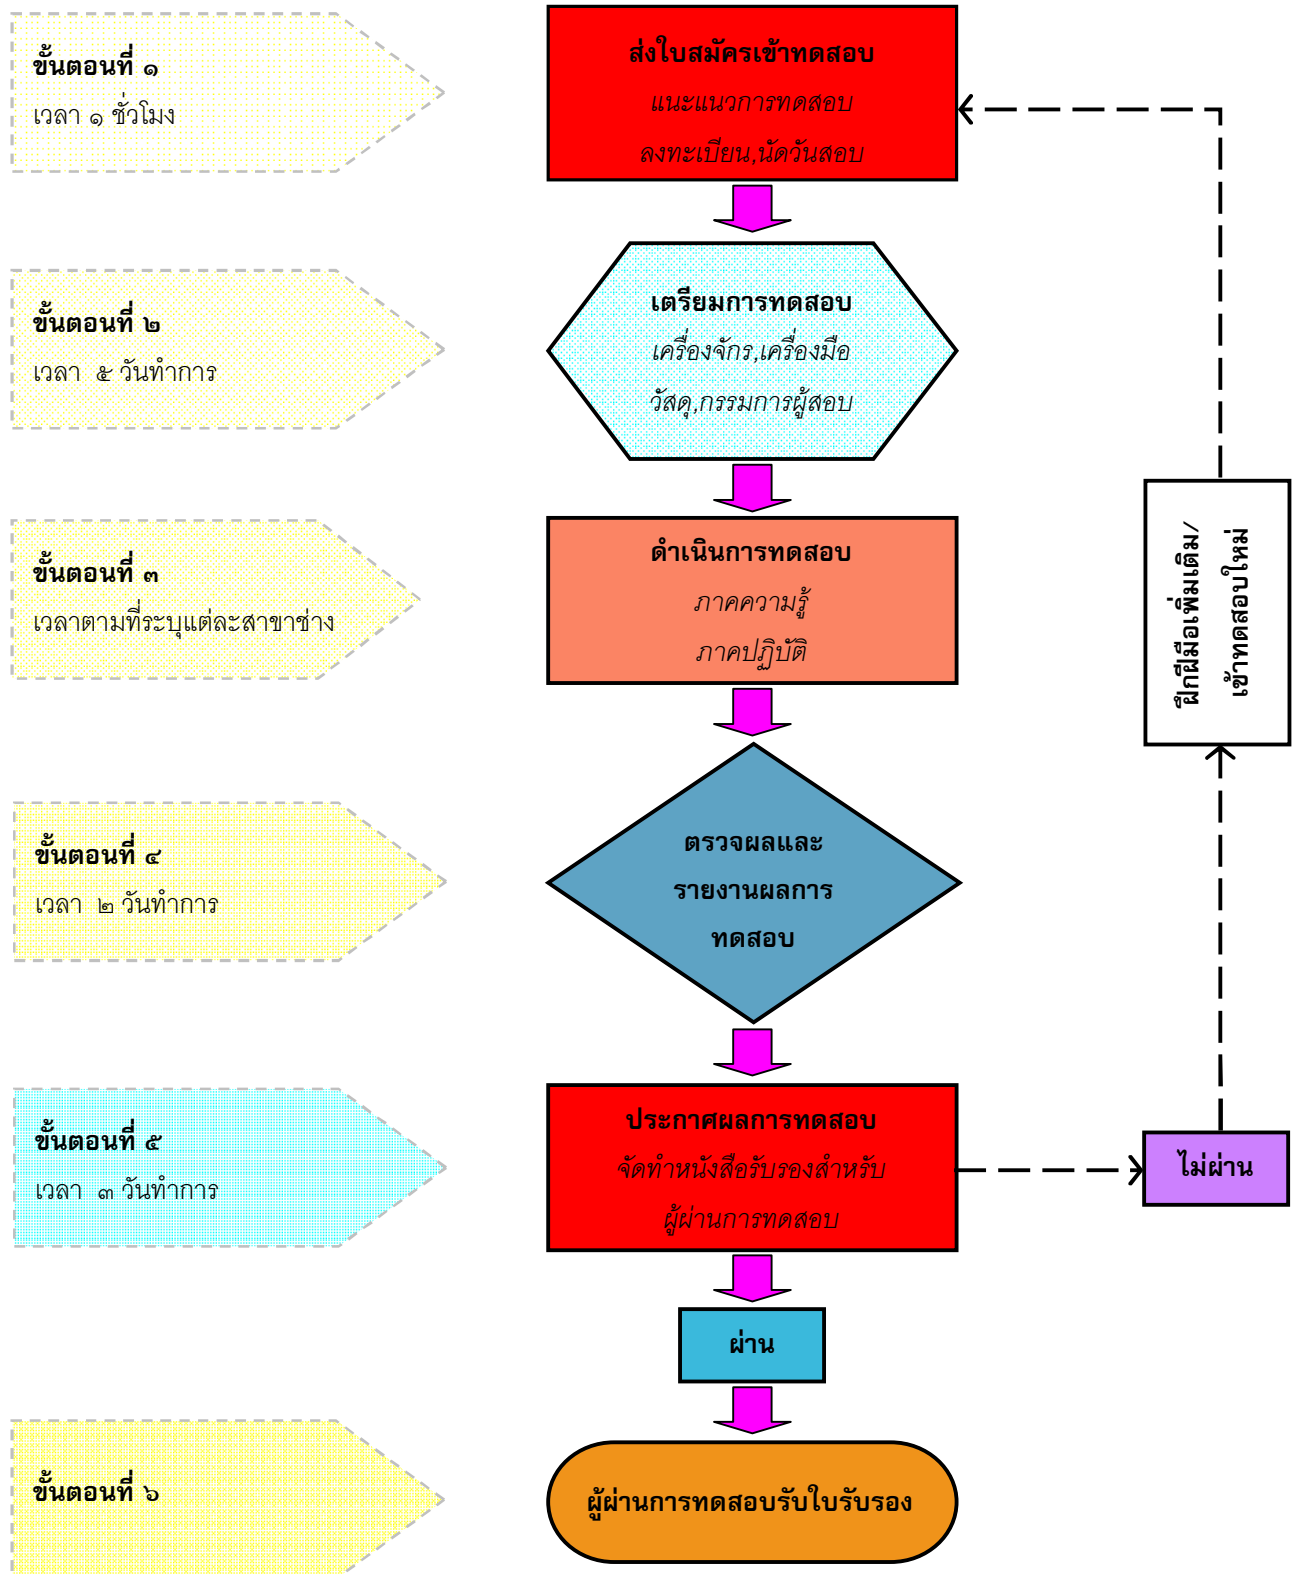 ขั้นตอนที่ ๑
เวลา ๑ ชั่วโมง
ส่งใบสมัครเข้าทดสอบ
แนะแนวการทดสอบ
ลงทะเบียน,นัดวันสอบ
ขั้นตอนที่ ๒
เวลา ๕ วันทำการ
เตรียมการทดสอบ
เครื่องจักร,เครื่องมือ
วัสดุ,กรรมการผู้สอบ
ขั้นตอนที่ ๓
เวลาตามที่ระบุแต่ละสาขาช่าง
ดำเนินการทดสอบ
ภาคความรู้
ภาคปฏิบัติ
ฝึกฝีมือเพิ่มเติม/
เข้าทดสอบใหม่
ขั้นตอนที่ ๔
เวลา ๒ วันทำการ
ตรวจผลและ
รายงานผลการ
ทดสอบ
ขั้นตอนที่ ๕
เวลา ๓ วันทำการ
ประกาศผลการทดสอบ
จัดทำหนังสือรับรองสำหรับ
ผู้ผ่านการทดสอบ
ไม่ผ่าน
ผ่าน
ขั้นตอนที่ ๖
ผู้ผ่านการทดสอบรับใบรับรอง